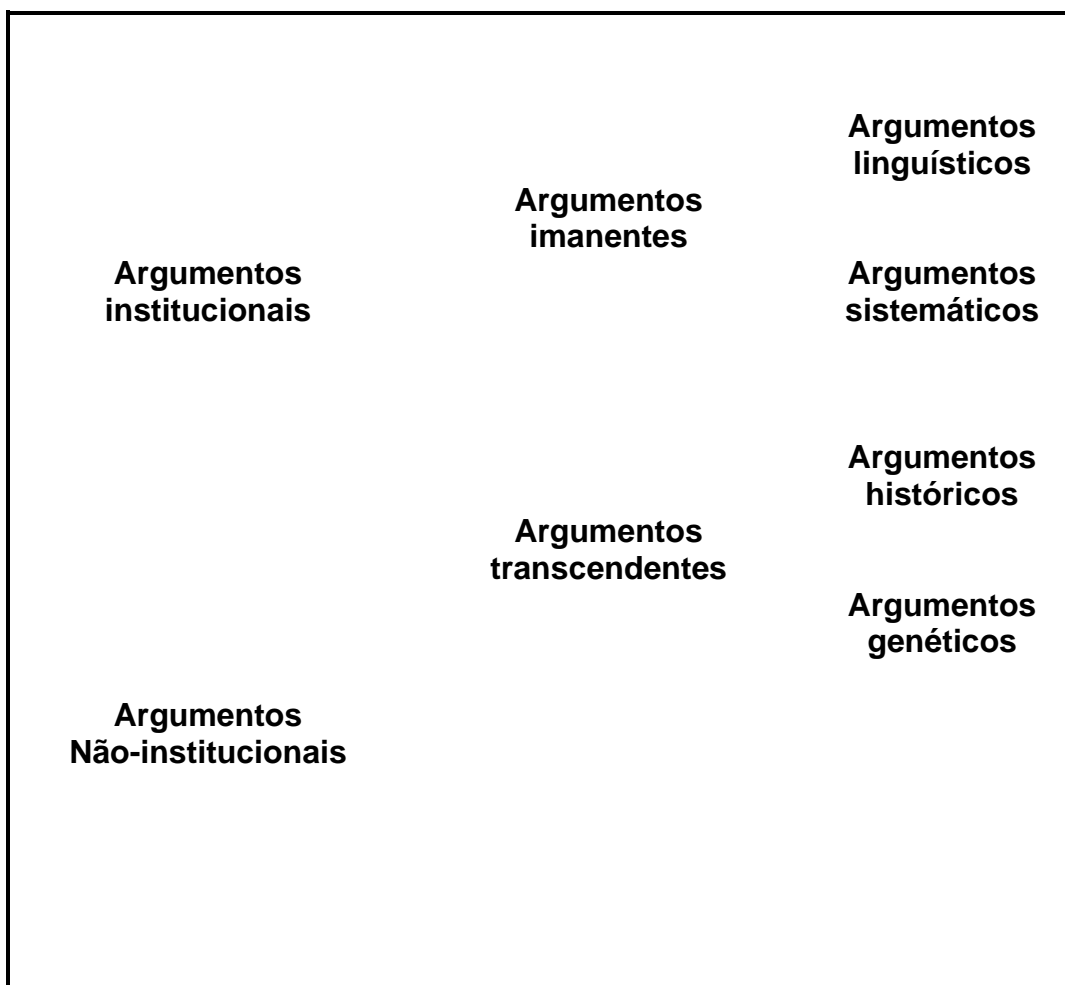 Argumentos
linguísticos
Argumentos
imanentes
Argumentos
institucionais
Argumentos
sistemáticos
Argumentos
históricos
Argumentos
transcendentes
Argumentos
genéticos
Argumentos
Não-institucionais